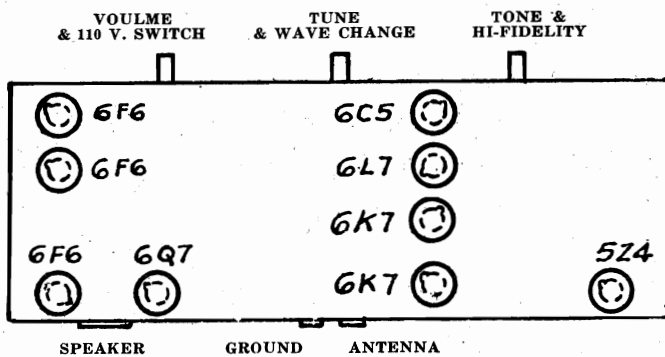 VOULME
& 110 V. SWITCH
TUNE
& WAVE CHANGE
TONE &
HI-FIDELITY
6F6
6C5
6F6
6L7
6K7
6F6
6Q7
6K7
5Z4
SPEAKER
GROUND
ANTENNA